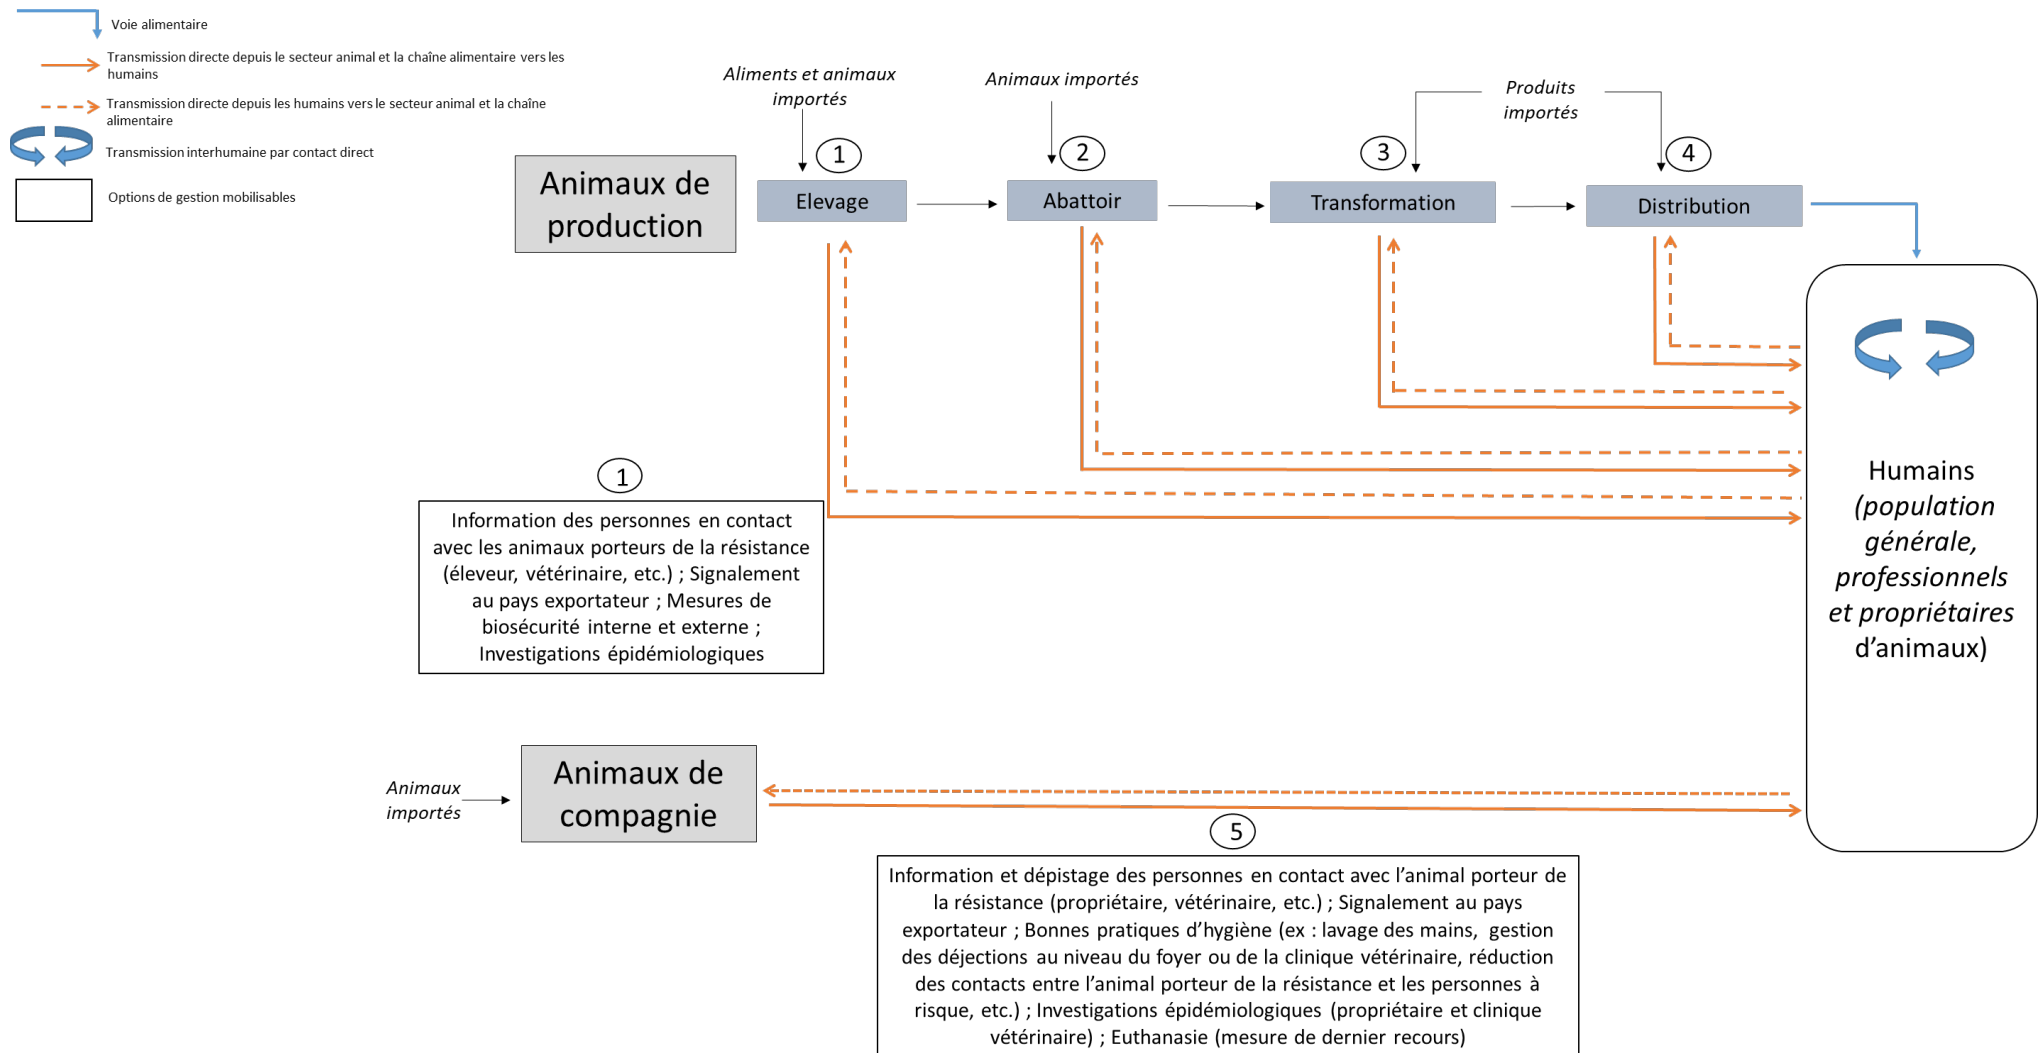 Voie alimentaire
Transmission directe depuis le secteur animal et la chaîne alimentaire vers les
humains
Transmission directe depuis les humains vers le secteur animal et la chaîne
alimentaire
Transmission interhumaine par contact direct
Options de gestion mobilisables
Aliments et animaux
importés
Animaux importés
Produits
importés
1
2
3
4
Animaux de
production
Elevage
Abattoir
Transformation
Distribution
1
Information des personnes en contact
avec les animaux porteurs de la résistance
(éleveur, vétérinaire, etc.) ; Signalement
au pays exportateur ; Mesures de
biosécurité interne et externe ;
Investigations épidémiologiques
Humains
(population
générale,
professionnels
et propriétaires
d’animaux)
Animaux
importés
Animaux de
compagnie
5
Information et dépistage des personnes en contact avec l’animal porteur de
la résistance (propriétaire, vétérinaire, etc.) ; Signalement au pays
exportateur ; Bonnes pratiques d’hygiène (ex : lavage des mains, gestion
des déjections au niveau du foyer ou de la clinique vétérinaire, réduction
des contacts entre l’animal porteur de la résistance et les personnes à
risque, etc.) ; Investigations épidémiologiques (propriétaire et clinique
vétérinaire) ; Euthanasie (mesure de dernier recours)